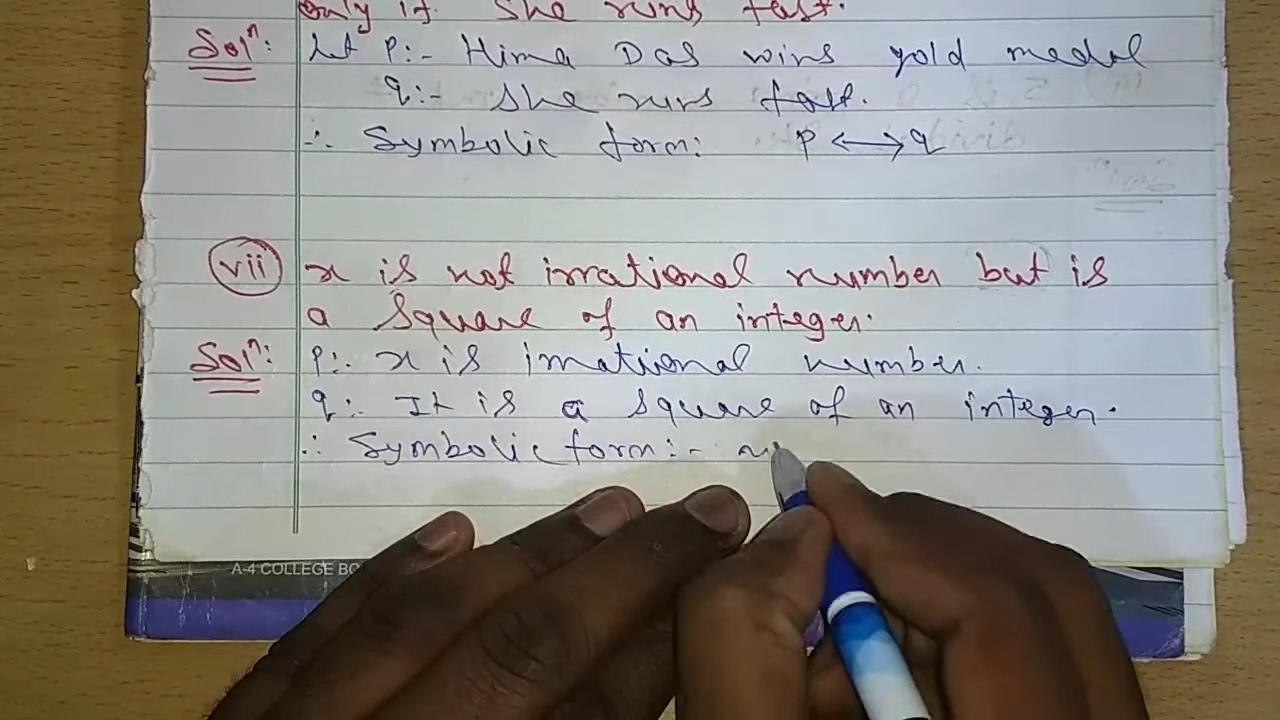 only if she runs fast.
Solⁿ: Let p:- Hima Das wins gold medal
q:- she runs fast.
∴ Symbolic form: p ↔ q
vii x is not irrational number but is
a square of an integer.
Solⁿ: p:- x is irrational number.
q:- It is a square of an integer.
∴ Symbolic form:- ~
A-4 COLLEGE BO